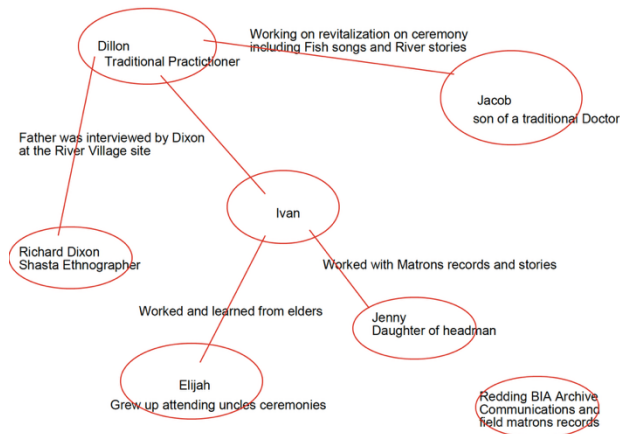 Working on revitalization on ceremony
including Fish songs and River stories
Dillon
Traditional Practictioner
Jacob
son of a traditional Doctor
Father was interviewed by Dixon
at the River Village site
Ivan
Richard Dixon
Shasta Ethnographer
Worked with Matrons records and stories
Worked and learned from elders
Jenny
Daughter of headman
Elijah
Grew up attending uncles ceremonies
Redding BIA Archive
Communications and
field matrons records